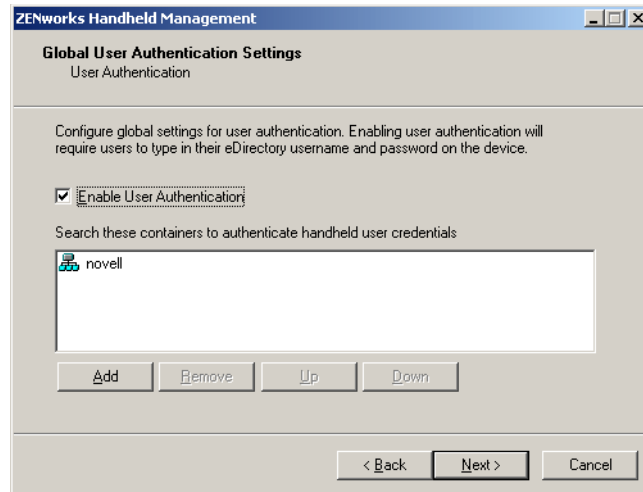 ZENworks Handheld Management
Global User Authentication Settings
User Authentication
Configure global settings for user authentication. Enabling user authentication will
require users to type in their eDirectory username and password on the device.
Enable User Authentication
Search these containers to authenticate handheld user credentials
novell
Add Remove Up Down
< Back Next > Cancel